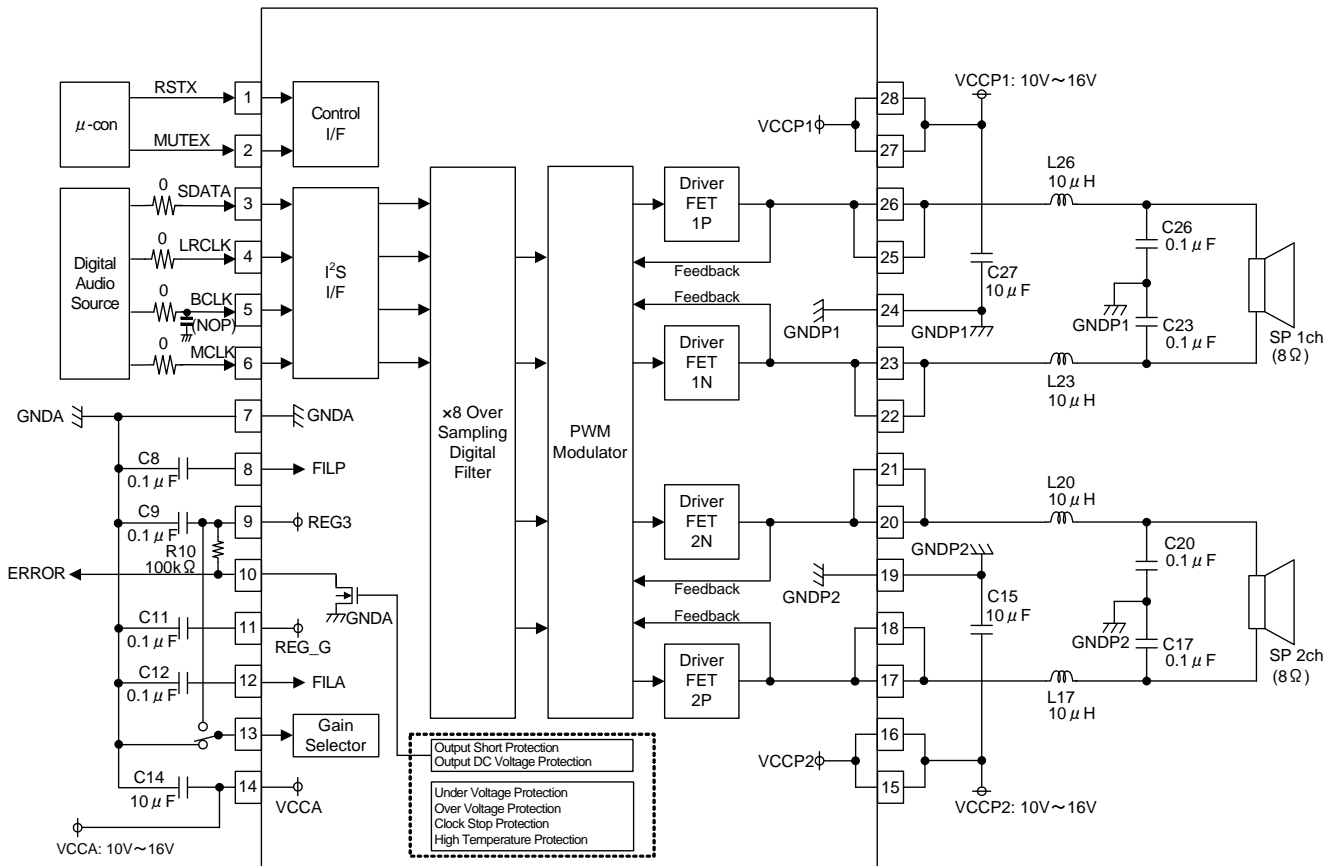 RSTX
MUTEX
μ-con
1
2
Control
I/F
0
SDATA
0
LRCLK
0
BCLK
(NOP)
0
MCLK
Digital
Audio
Source
3
4
5
6
I²S
I/F
GNDA
7
GNDA
C8
0.1μF
8
FILP
C9
0.1μF
9
REG3
R10
100kΩ
ERROR
10
GNDA
C11
0.1μF
11
REG_G
C12
0.1μF
12
FILA
13
Gain
Selector
C14
10μF
14
VCCA
VCCA: 10V～16V
×8 Over
Sampling
Digital
Filter
PWM
Modulator
Driver
FET
1P
Feedback
Feedback
Driver
FET
1N
Driver
FET
2N
Feedback
Feedback
Driver
FET
2P
Output Short Protection
Output DC Voltage Protection
Under Voltage Protection
Over Voltage Protection
Clock Stop Protection
High Temperature Protection
VCCP1
28
27
26
25
24
GNDP1
23
22
21
20
19
GNDP2
18
17
16
15
VCCP2
VCCP1: 10V～16V
C27
10μF
GNDP1
L26
10μH
C26
0.1μF
GNDP1
C23
0.1μF
L23
10μH
SP 1ch
(8Ω)
GNDP2
C15
10μF
L20
10μH
C20
0.1μF
GNDP2
C17
0.1μF
L17
10μH
SP 2ch
(8Ω)
VCCP2: 10V～16V